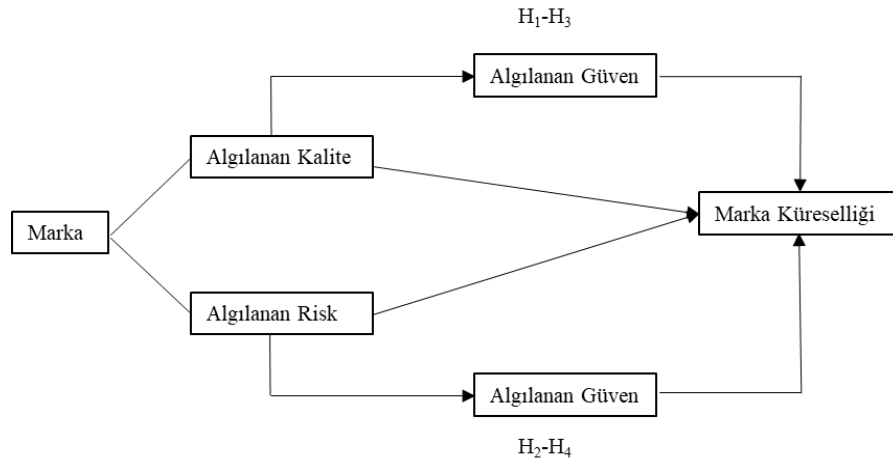 H₁-H₃
Algılanan Güven
Algılanan Kalite
Marka Küreselliği
Marka
Algılanan Risk
Algılanan Güven
H₂-H₄